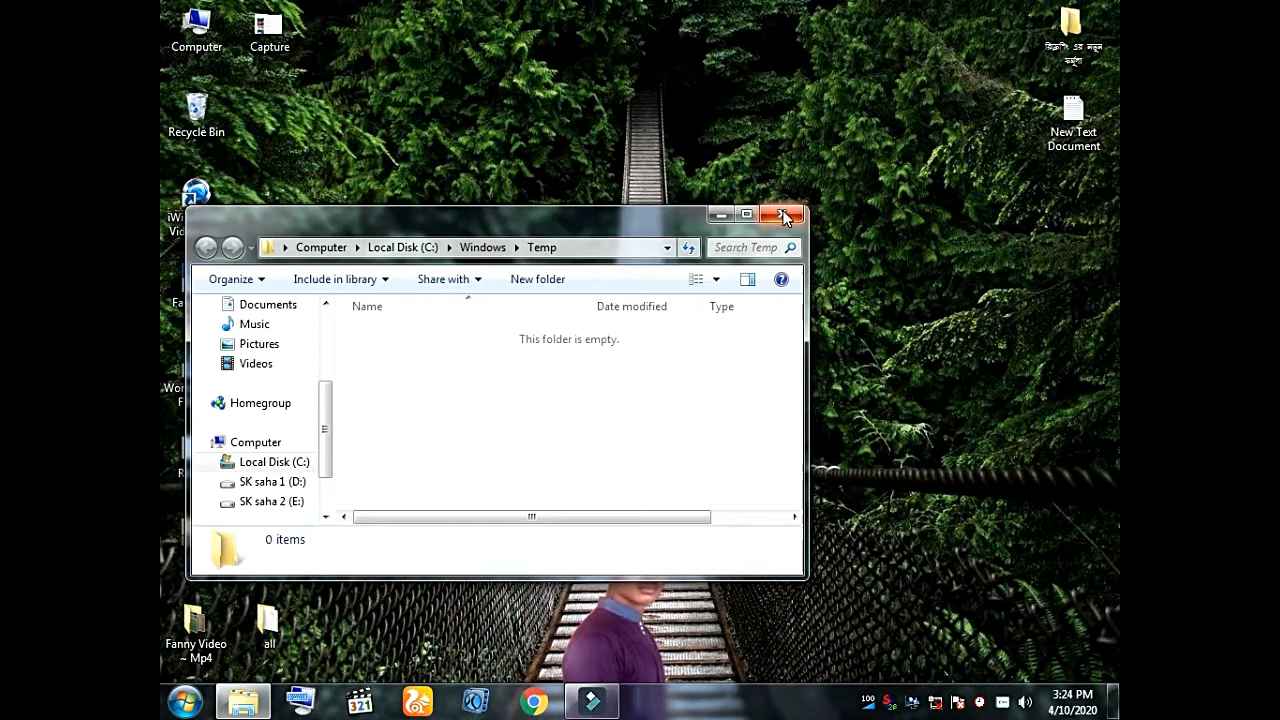 Computer
Capture
Recycle Bin
New Text
Document
Computer
Local Disk (C:)
Windows
Temp
Search Temp
Organize
Include in library
Share with
New folder
Documents
Name
Date modified
Type
Music
This folder is empty.
Pictures
Videos
Homegroup
Computer
Local Disk (C:)
SK saha 1 (D:)
SK saha 2 (E:)
0 items
Fanny Video
~ Mp4
all
321
100
3:24 PM
4/10/2020